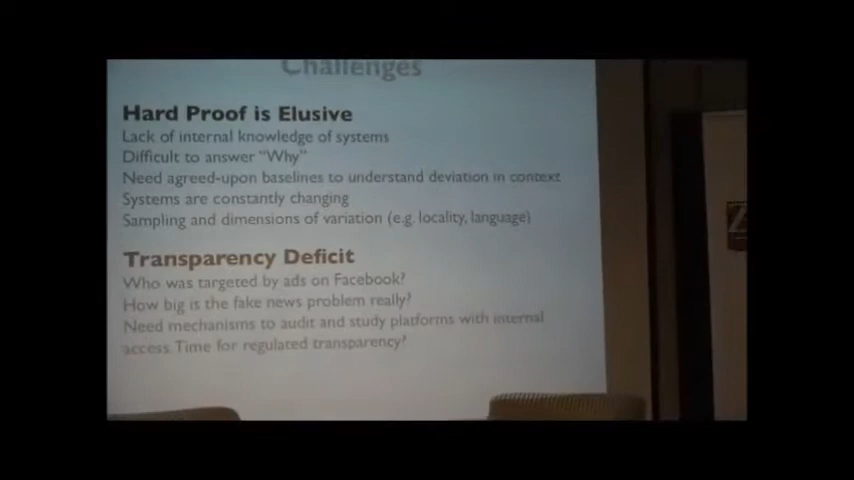 Challenges
Hard Proof is Elusive
Lack of internal knowledge of systems
Difficult to answer "Why"
Need agreed-upon baselines to understand deviation in context
Systems are constantly changing
Sampling and dimensions of variation (e.g. locality, language)
Transparency Deficit
Who was targeted by ads on Facebook?
How big is the fake news problem really?
Need mechanisms to audit and study platforms with internal
access Time for regulated transparency?